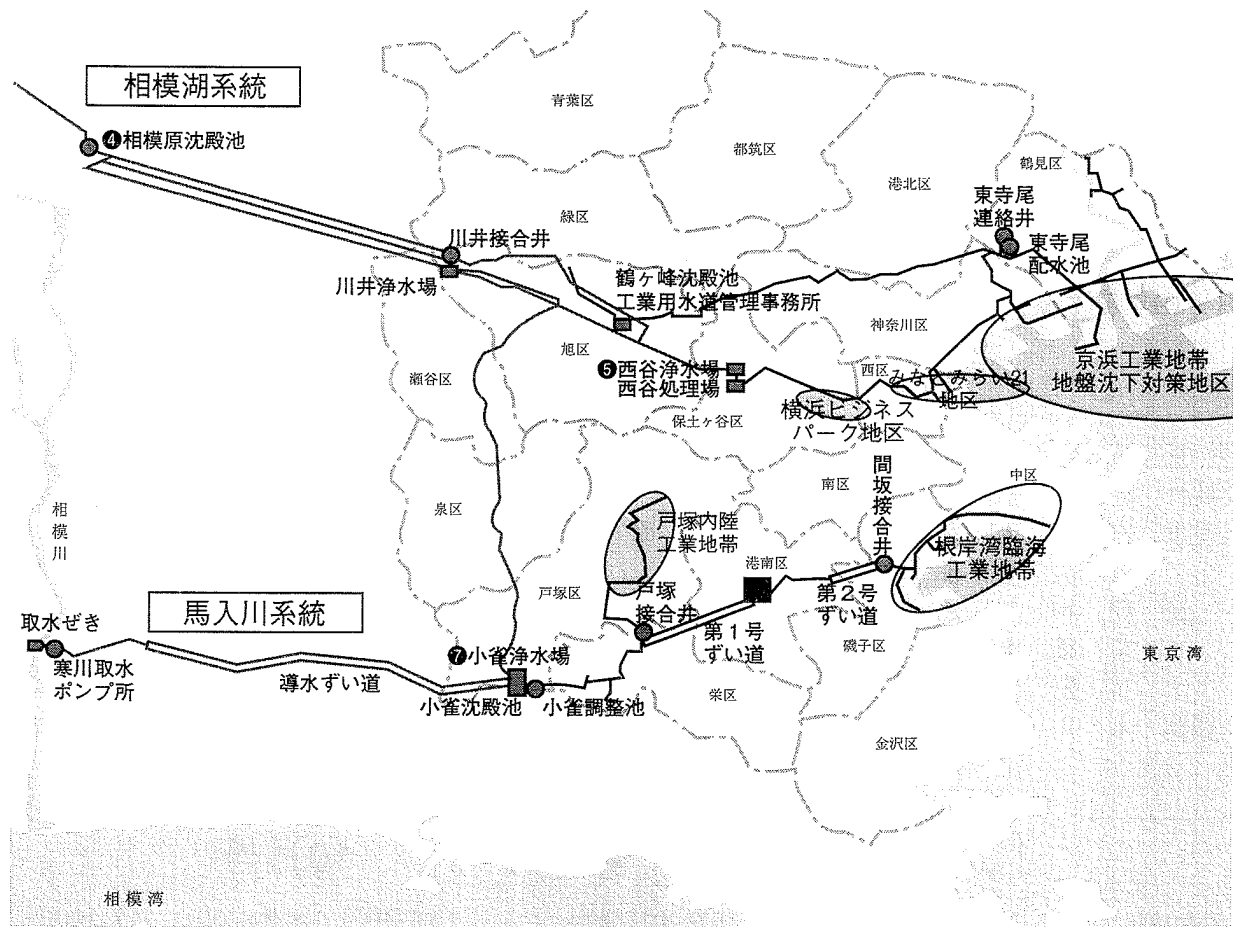 相模湖系統
青葉区
❹相模原沈殿池
都筑区
港北区
鶴見区
緑区
東寺尾
連絡井
東寺尾
配水池
川井接合井
川井浄水場
鶴ヶ峰沈殿池
工業用水道管理事務所
神奈川区
旭区
瀬谷区
❺西谷浄水場
西谷処理場
西区
みなとみらい21
地区
京浜工業地帯
地盤沈下対策地区
横浜ビジネス
パーク地区
保土ヶ谷区
間坂接合井
南区
中区
相模川
泉区
戸塚内陸
工業地帯
根岸湾臨海
工業地帯
港南区
戸塚区
戸塚
接合井
第2号
ずい道
馬入川系統
取水ぜき
第1号
ずい道
磯子区
❼小雀浄水場
東京湾
寒川取水
ポンプ所
導水ずい道
小雀沈殿池
小雀調整池
栄区
金沢区
相模湾